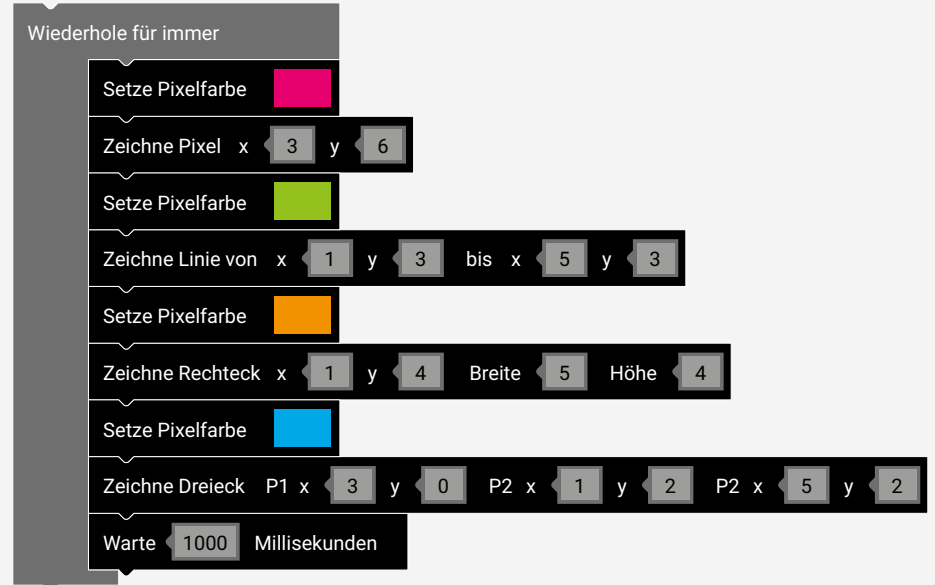 Wiederhole für immer
Setze Pixelfarbe
Zeichne Pixel x 3 y 6
Setze Pixelfarbe
Zeichne Linie von x 1 y 3 bis x 5 y 3
Setze Pixelfarbe
Zeichne Rechteck x 1 y 4 Breite 5 Höhe 4
Setze Pixelfarbe
Zeichne Dreieck P1 x 3 y 0 P2 x 1 y 2 P2 x 5 y 2
Warte 1000 Millisekunden